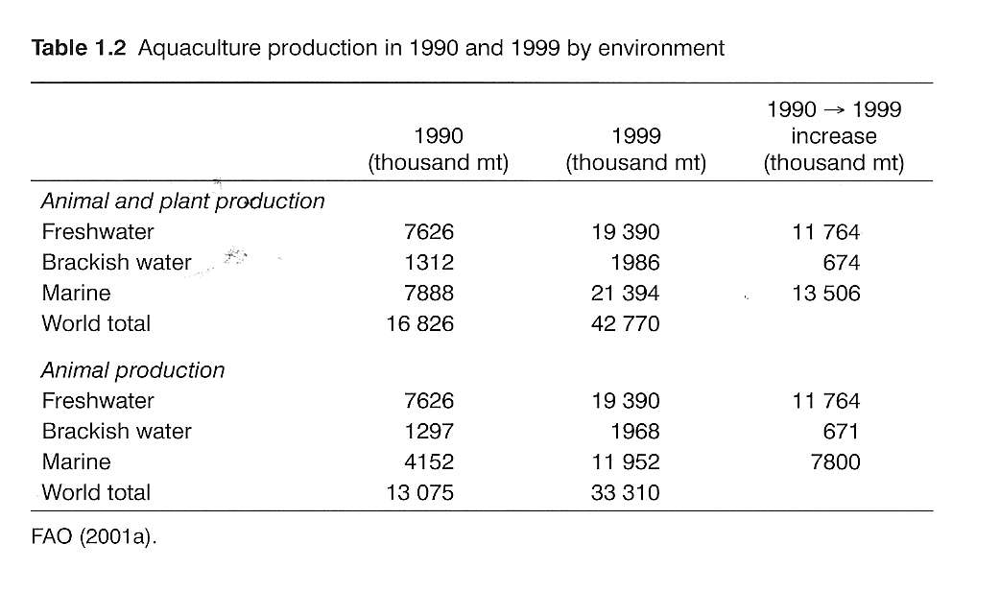 Table 1.2 Aquaculture production in 1990 and 1999 by environment
1990 → 1999
1990 1999 increase
(thousand mt) (thousand mt) (thousand mt)
Animal and plant production
Freshwater 7626 19 390 11 764
Brackish water 1312 1986 674
Marine 7888 21 394 13 506
World total 16 826 42 770
Animal production
Freshwater 7626 19 390 11 764
Brackish water 1297 1968 671
Marine 4152 11 952 7800
World total 13 075 33 310
FAO (2001a).